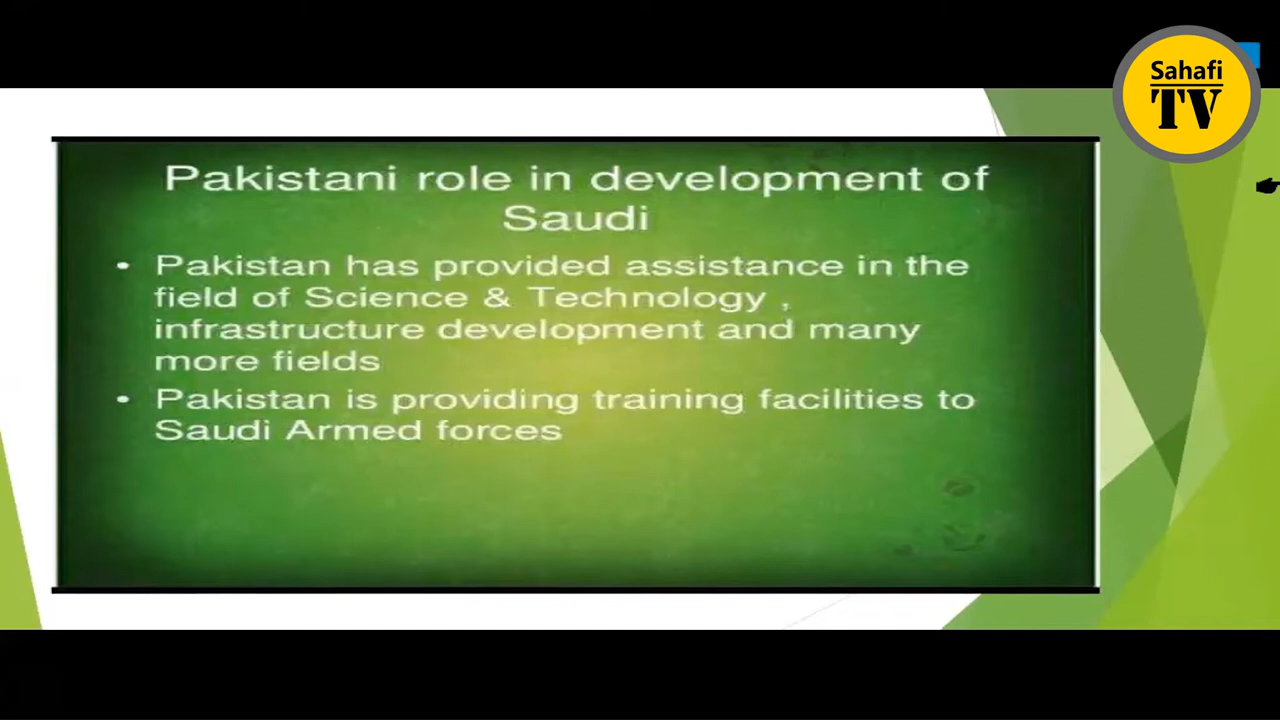 Sahafi
TV
Pakistani role in development of
Saudi
• Pakistan has provided assistance in the
field of Science & Technology ,
infrastructure development and many
more fields
• Pakistan is providing training facilities to
Saudi Armed forces